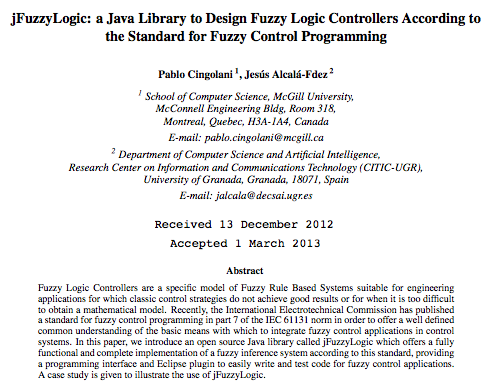 jFuzzyLogic: a Java Library to Design Fuzzy Logic Controllers According to
the Standard for Fuzzy Control Programming
Pablo Cingolani 1, Jesús Alcalá-Fdez 2
1 School of Computer Science, McGill University,
McConnell Engineering Bldg, Room 318,
Montreal, Quebec, H3A-1A4, Canada
E-mail: pablo.cingolani@mcgill.ca
2 Department of Computer Science and Artificial Intelligence,
Research Center on Information and Communications Technology (CITIC-UGR),
University of Granada, Granada, 18071, Spain
E-mail: jalcala@decsai.ugr.es
Received 13 December 2012
Accepted 1 March 2013
Abstract
Fuzzy Logic Controllers are a specific model of Fuzzy Rule Based Systems suitable for engineering
applications for which classic control strategies do not achieve good results or for when it is too difficult
to obtain a mathematical model. Recently, the International Electrotechnical Commission has published
a standard for fuzzy control programming in part 7 of the IEC 61131 norm in order to offer a well defined
common understanding of the basic means with which to integrate fuzzy control applications in control
systems. In this paper, we introduce an open source Java library called jFuzzyLogic which offers a fully
functional and complete implementation of a fuzzy inference system according to this standard, providing
a programming interface and Eclipse plugin to easily write and test code for fuzzy control applications.
A case study is given to illustrate the use of jFuzzyLogic.